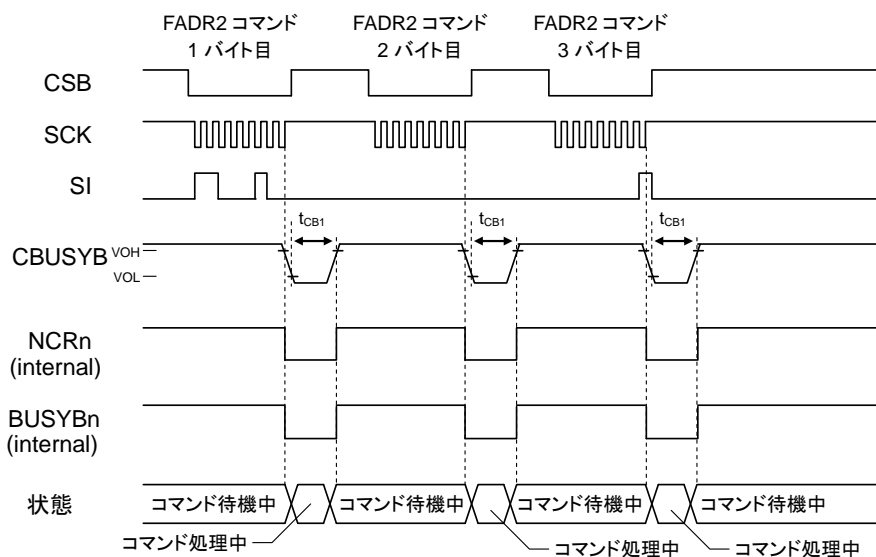 FADR2 コマンド
1 バイト目
FADR2 コマンド
2 バイト目
FADR2 コマンド
3 バイト目
CSB
SCK
SI
tCB1
tCB1
tCB1
CBUSYB
VOH
VOL
NCRn
(internal)
BUSYBn
(internal)
状態
コマンド待機中
コマンド待機中
コマンド待機中
コマンド待機中
コマンド処理中
コマンド処理中
コマンド処理中